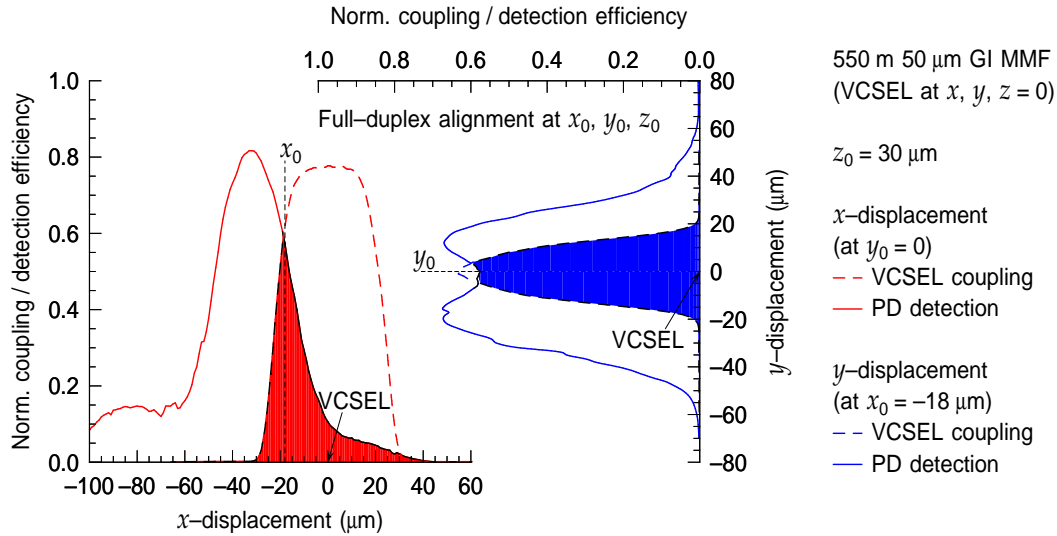 Norm. coupling / detection efficiency
1.0 0.8 0.6 0.4 0.2 0.0
Full–duplex alignment at x₀, y₀, z₀
Norm. coupling / detection efficiency
1.0
0.8
0.6
0.4
0.2
0.0
x₀
VCSEL
–100 –80 –60 –40 –20 0 20 40 60
x–displacement (μm)
y₀
VCSEL
80
60
40
20
0
–20
–40
–60
–80
y–displacement (μm)
550 m 50 μm GI MMF
(VCSEL at x, y, z = 0)
z₀ = 30 μm
x–displacement
(at y₀ = 0)
VCSEL coupling
PD detection
y–displacement
(at x₀ = –18 μm)
VCSEL coupling
PD detection